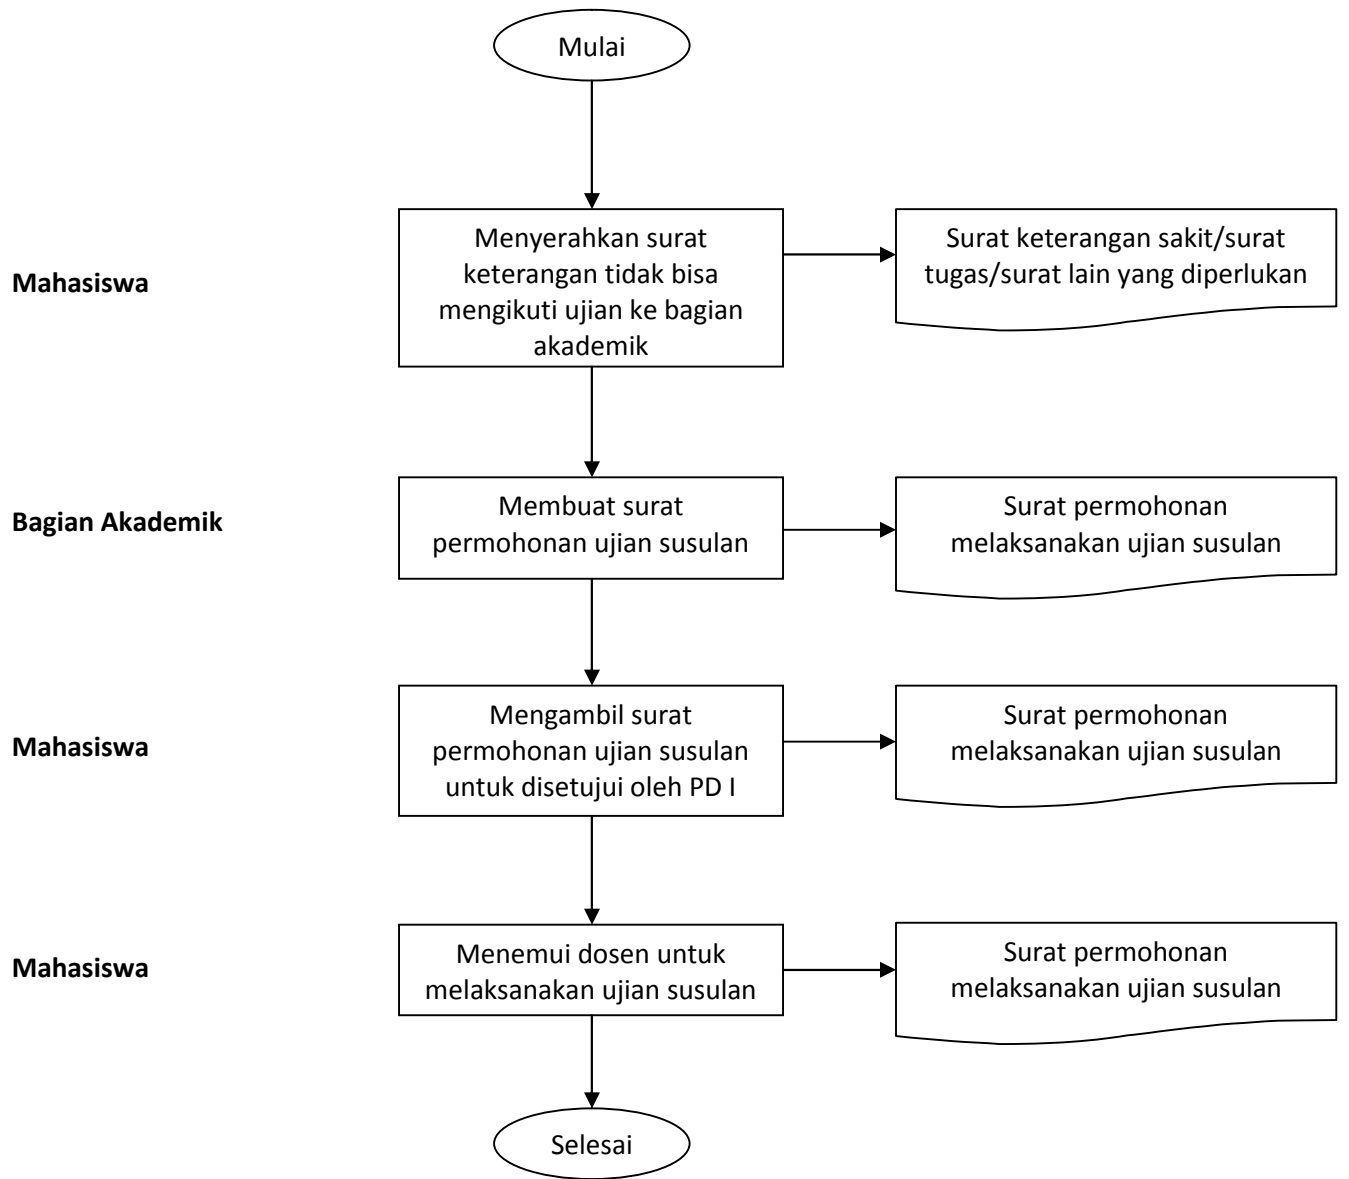 Mulai
Mahasiswa
Menyerahkan surat
keterangan tidak bisa
mengikuti ujian ke bagian
akademik
Surat keterangan sakit/surat
tugas/surat lain yang diperlukan
Bagian Akademik
Membuat surat
permohonan ujian susulan
Surat permohonan
melaksanakan ujian susulan
Mahasiswa
Mengambil surat
permohonan ujian susulan
untuk disetujui oleh PD I
Surat permohonan
melaksanakan ujian susulan
Mahasiswa
Menemui dosen untuk
melaksanakan ujian susulan
Surat permohonan
melaksanakan ujian susulan
Selesai